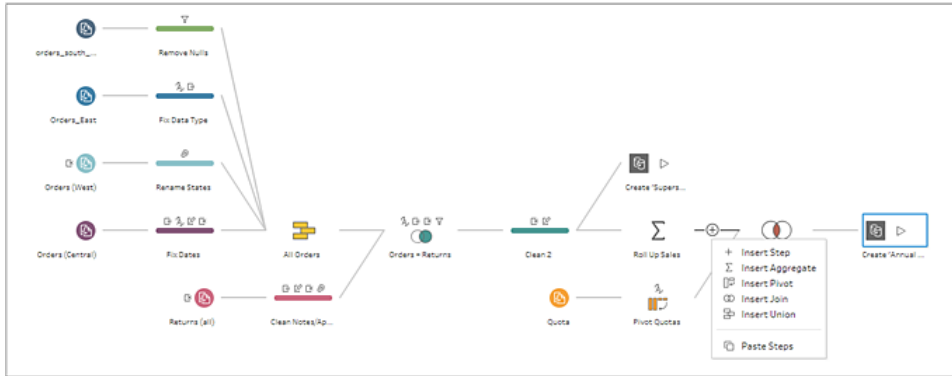 orders_south_...
Remove Nulls
Orders_East
Fix Data Type
Orders (West)
Rename States
Create 'Supers...
Orders (Central)
Fix Dates
All Orders
Orders + Returns
Clean 2
Roll Up Sales
Create 'Annual ...
Insert Step
Insert Aggregate
Insert Pivot
Insert Join
Insert Union
Paste Steps
Returns (all)
Clean Notes/Ap...
Quota
Pivot Quotas